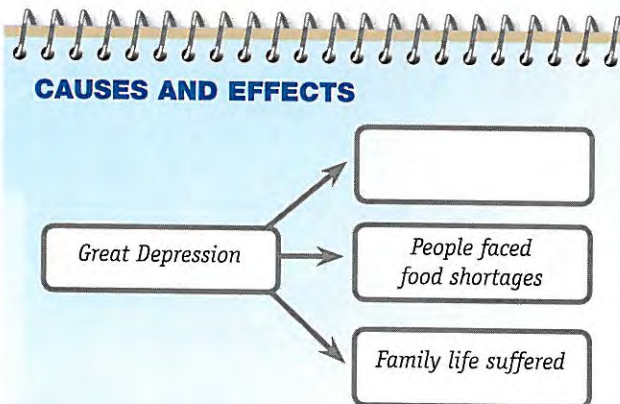 CAUSES AND EFFECTS
Great Depression
People faced
food shortages
Family life suffered